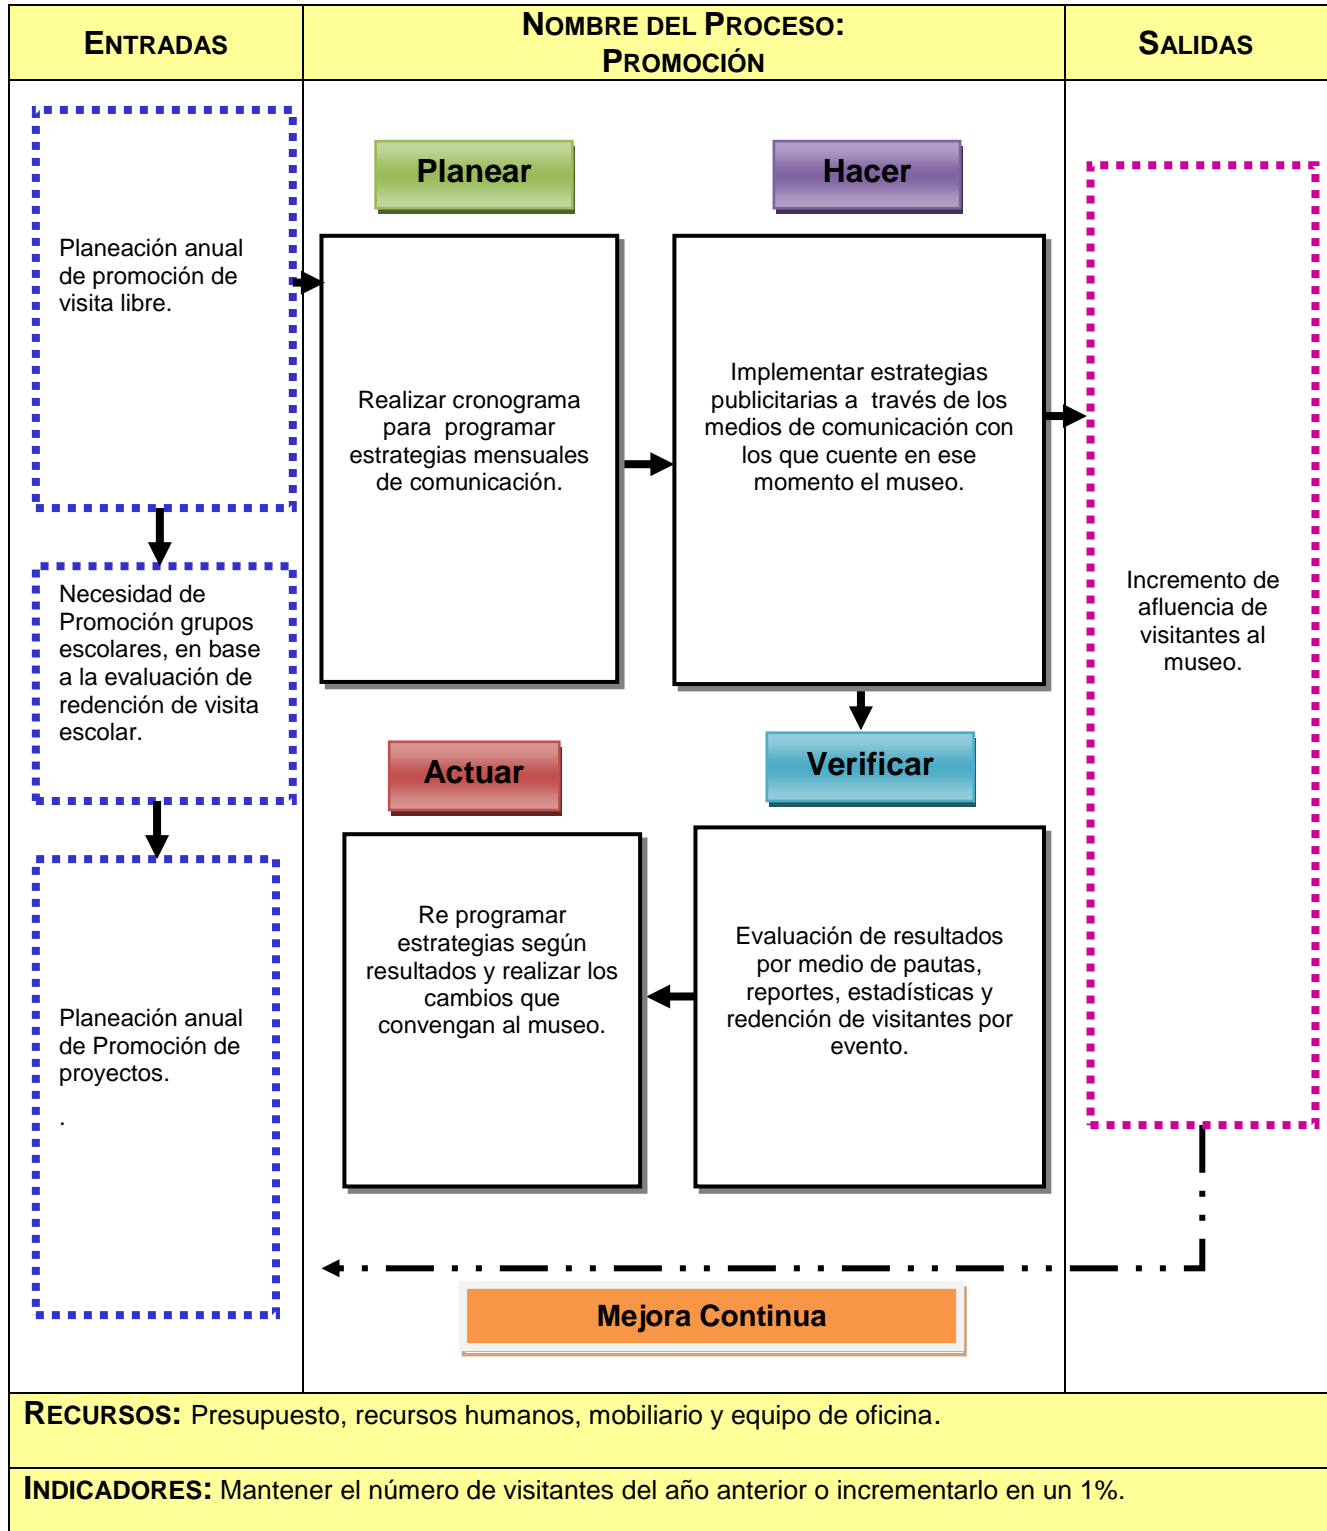 ENTRADAS
NOMBRE DEL PROCESO:
PROMOCIÓN
SALIDAS
Planeación anual
de promoción de
visita libre.
Necesidad de
Promoción grupos
escolares, en base
a la evaluación de
redención de visita
escolar.
Planeación anual
de Promoción de
proyectos.
.
Planear
Realizar cronograma
para programar
estrategias mensuales
de comunicación.
Hacer
Implementar estrategias
publicitarias a través de los
medios de comunicación con
los que cuente en ese
momento el museo.
Verificar
Evaluación de resultados
por medio de pautas,
reportes, estadísticas y
redención de visitantes por
evento.
Actuar
Re programar
estrategias según
resultados y realizar los
cambios que
convengan al museo.
Incremento de
afluencia de
visitantes al
museo.
Mejora Continua
RECURSOS: Presupuesto, recursos humanos, mobiliario y equipo de oficina.
INDICADORES: Mantener el número de visitantes del año anterior o incrementarlo en un 1%.